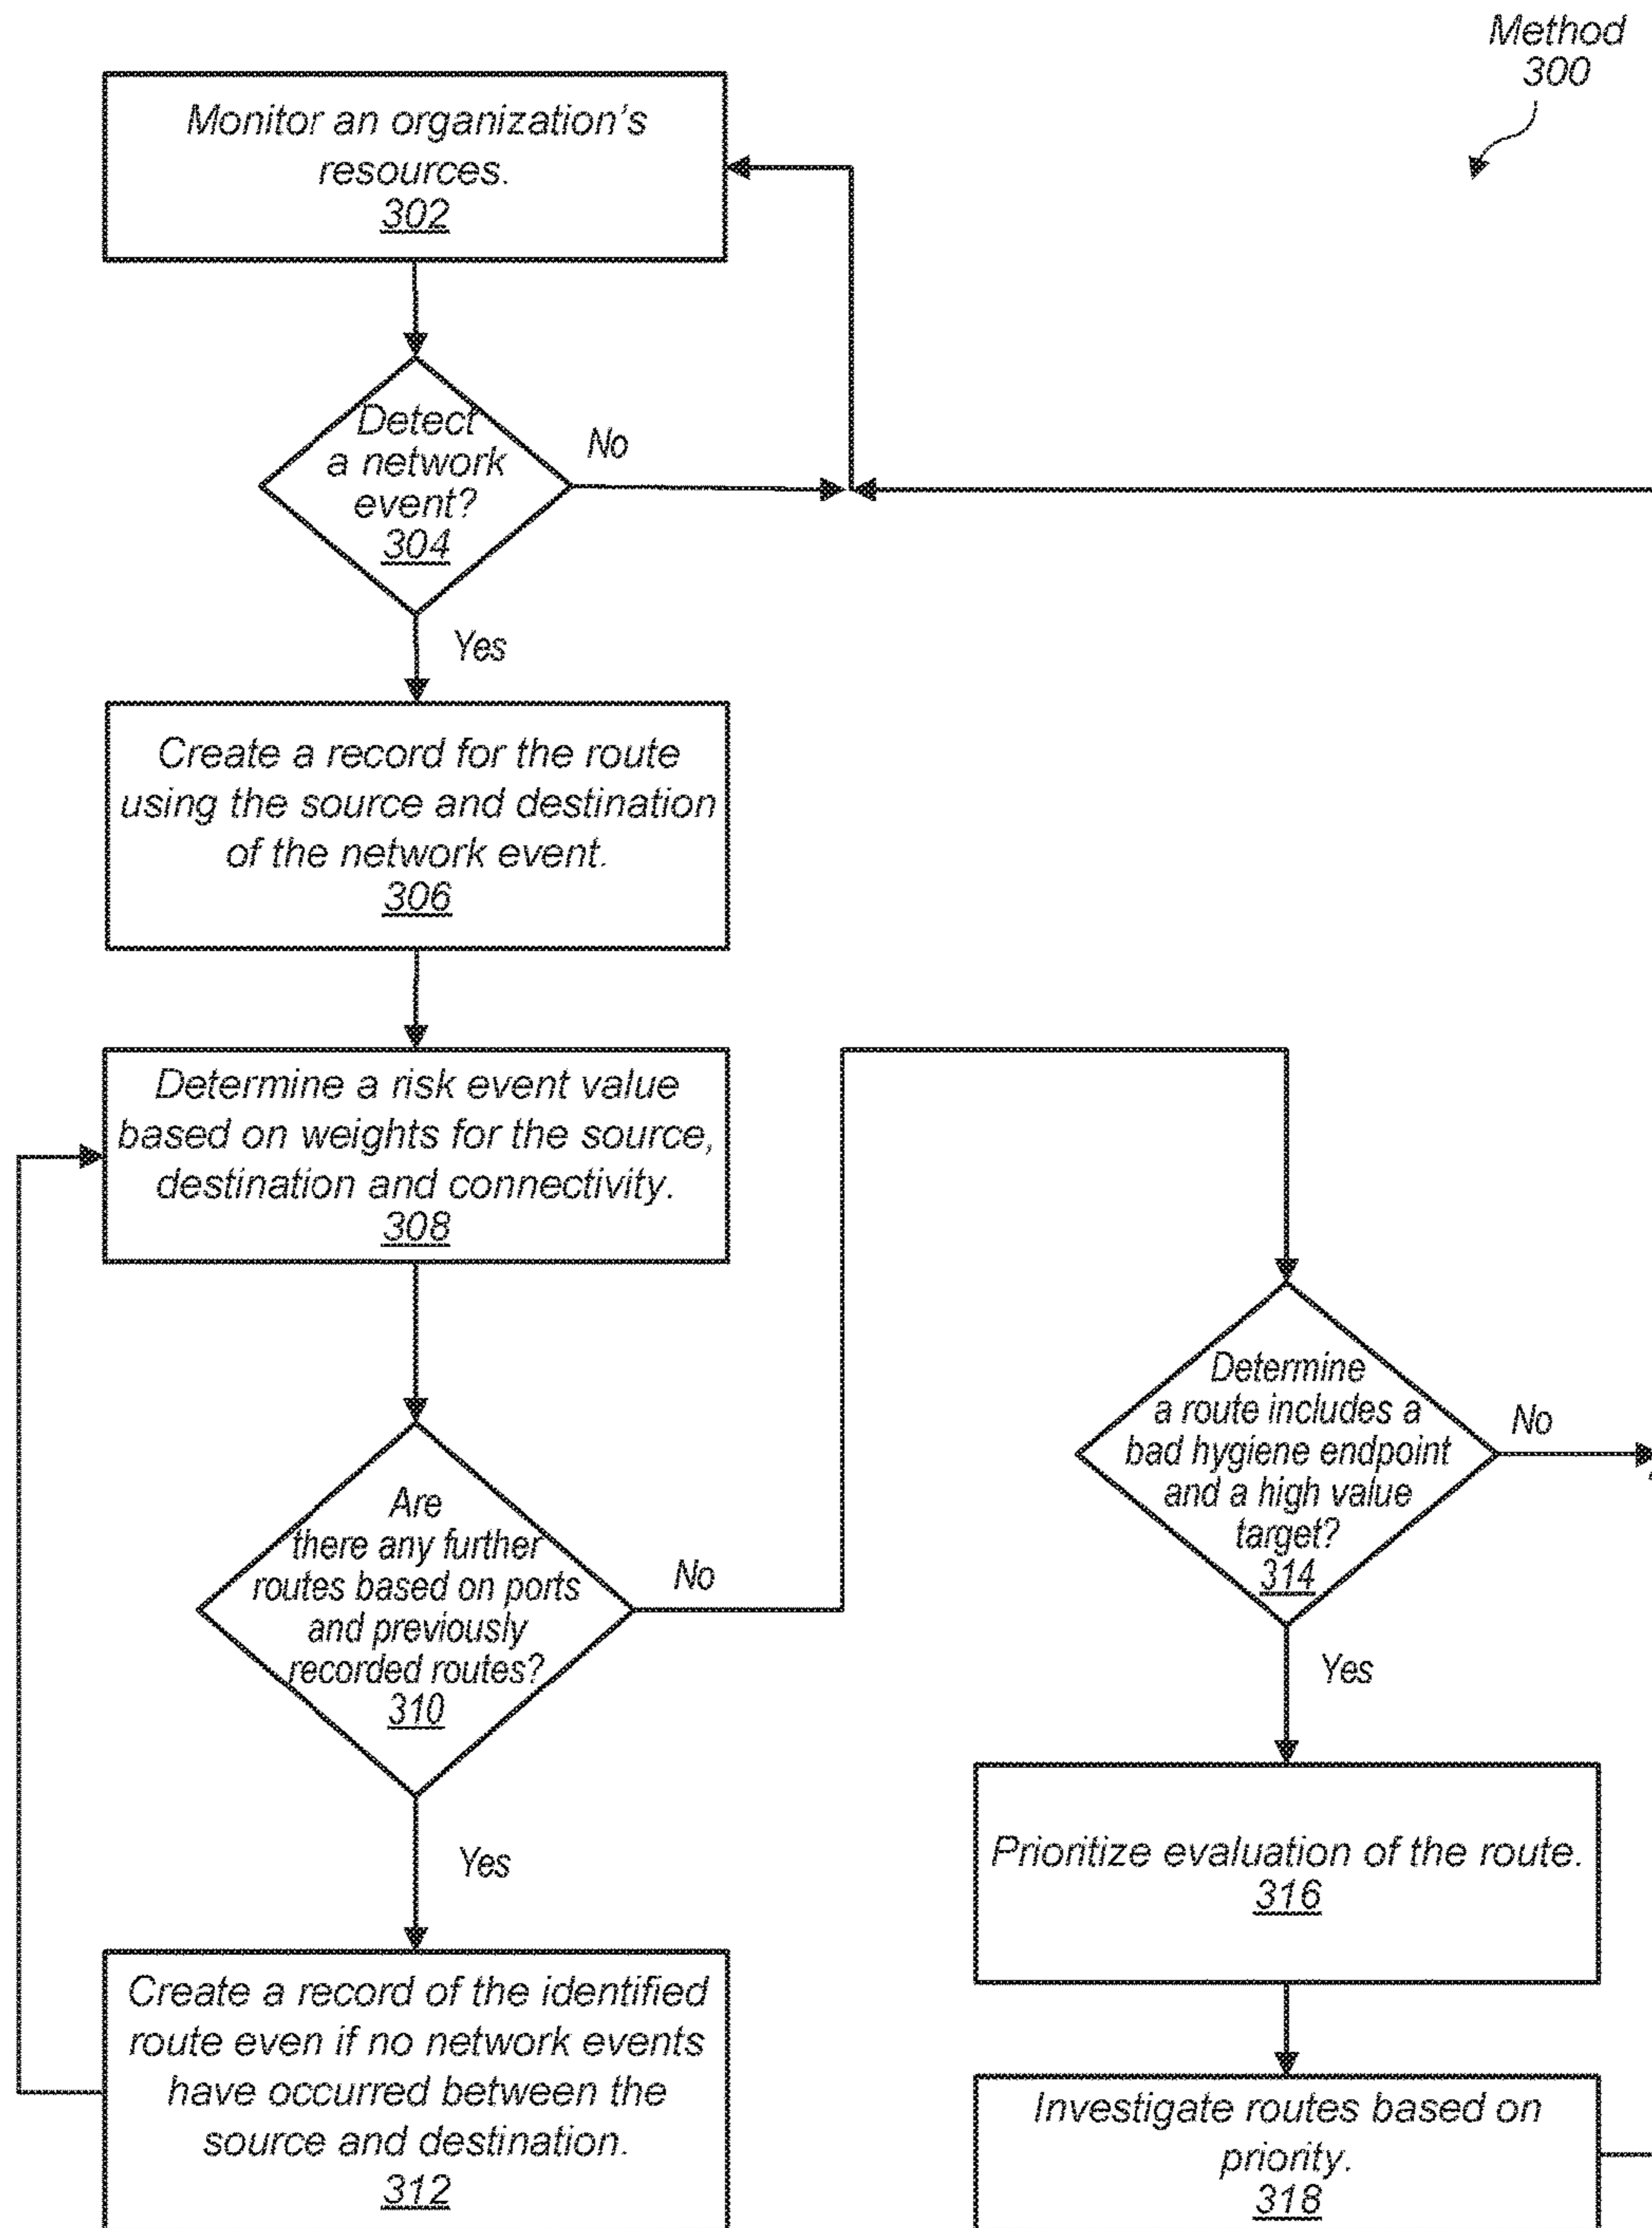 Method
300
Monitor an organization's
resources.
302
Detect
a network
event?
304
No
Yes
Create a record for the route
using the source and destination
of the network event.
306
Determine a risk event value
based on weights for the source,
destination and connectivity.
308
Are
there any further
routes based on ports
and previously
recorded routes?
310
No
Yes
Create a record of the identified
route even if no network events
have occurred between the
source and destination.
312
Determine
a route includes a
bad hygiene endpoint
and a high value
target?
314
No
Yes
Prioritize evaluation of the route.
316
Investigate routes based on
priority.
318